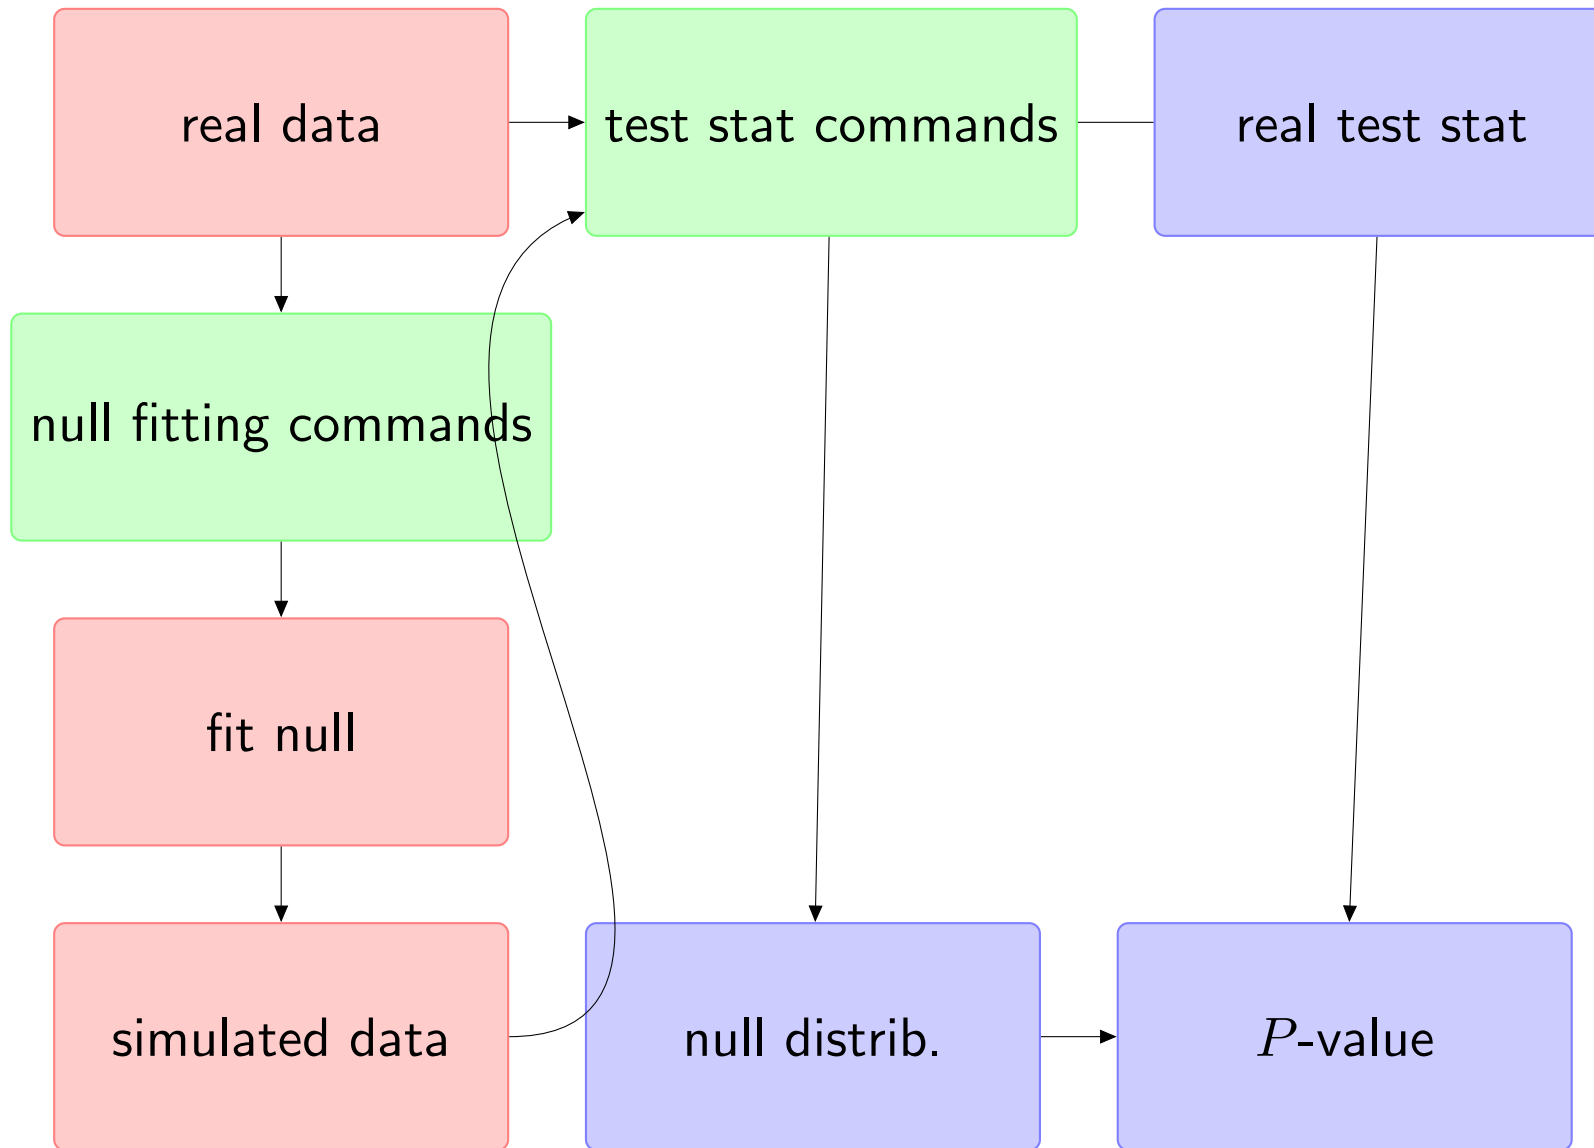 real data
test stat commands
real test stat
null fitting commands
fit null
simulated data
null distrib.
P-value